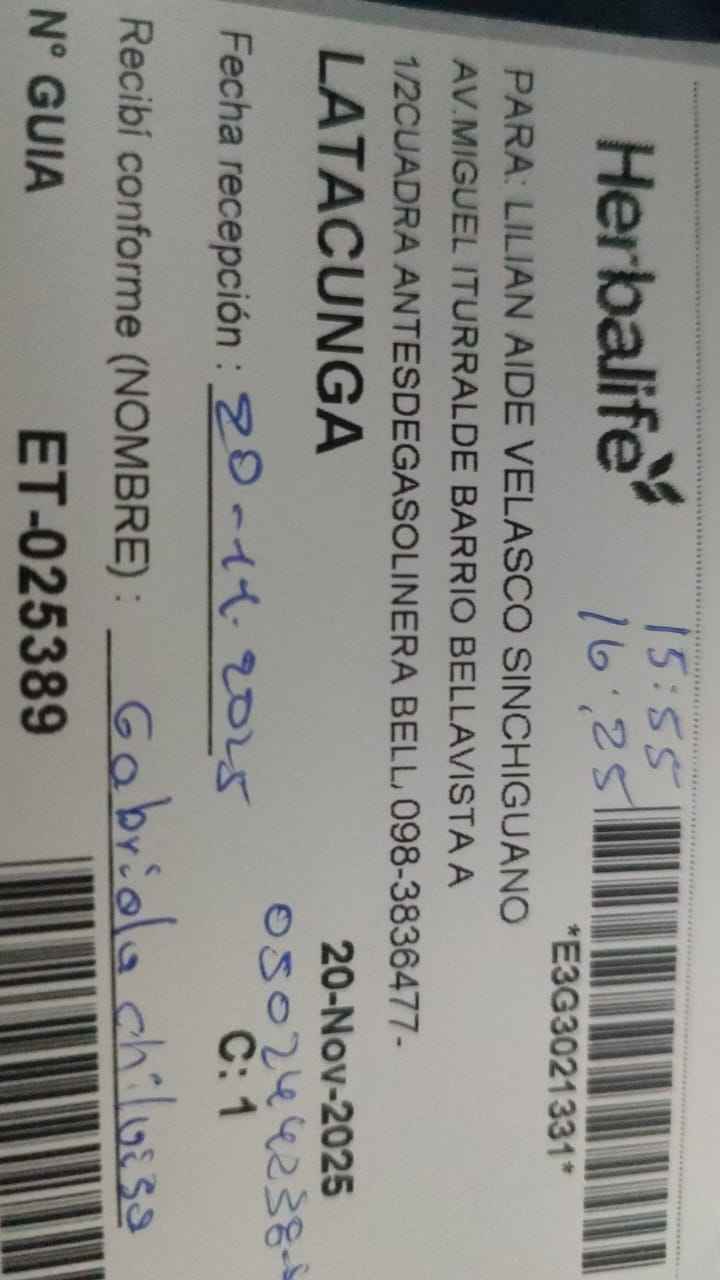 Herbalife
15:55
16:25
*E3G3021331*
PARA: LILIAN AIDE VELASCO SINCHIGUANO
AV.MIGUEL ITURRALDE BARRIO BELLAVISTA A
1/2CUADRA ANTESDEGASOLINERA BELL, 098-3836477-
LATACUNGA 20-Nov-2025
Fecha recepción : 20-11-2025 C: 1
Recibí conforme (NOMBRE) : Gabriela chiluisa
N° GUIA ET-025389